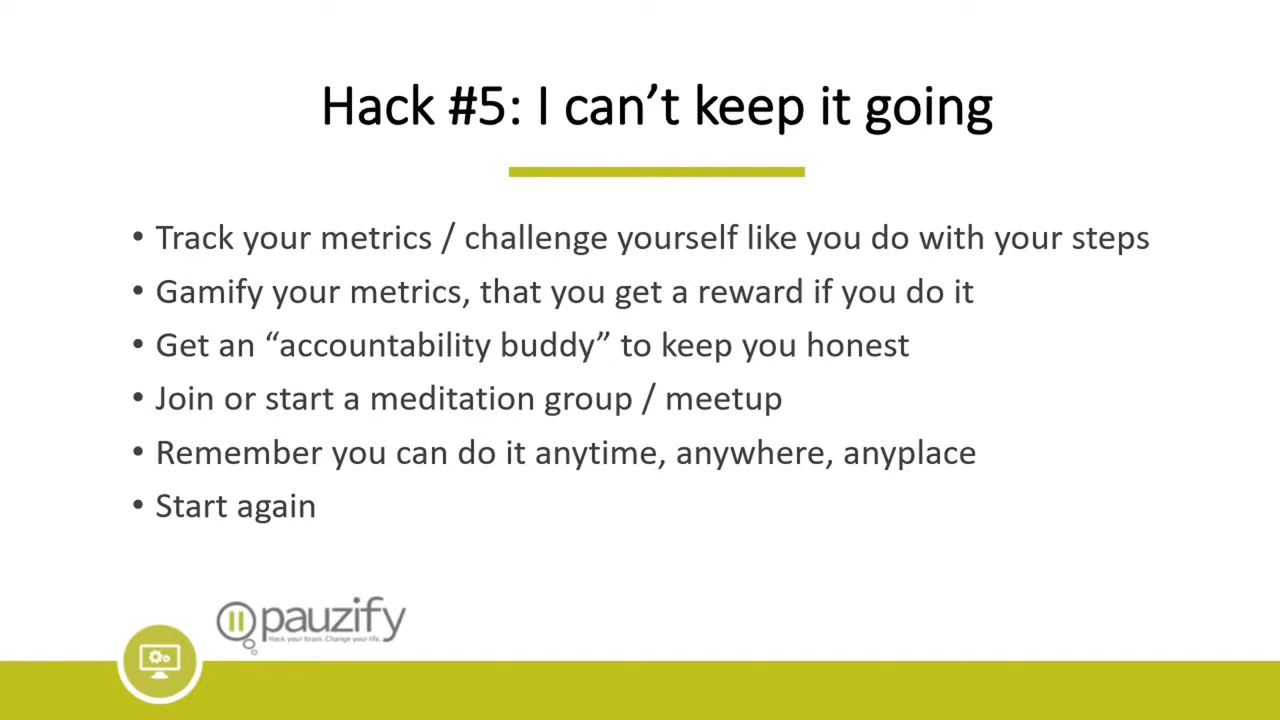 Hack #5: I can’t keep it going
• Track your metrics / challenge yourself like you do with your steps
• Gamify your metrics, that you get a reward if you do it
• Get an “accountability buddy” to keep you honest
• Join or start a meditation group / meetup
• Remember you can do it anytime, anywhere, anyplace
• Start again
pauzify
Hack your brain. Change your life.